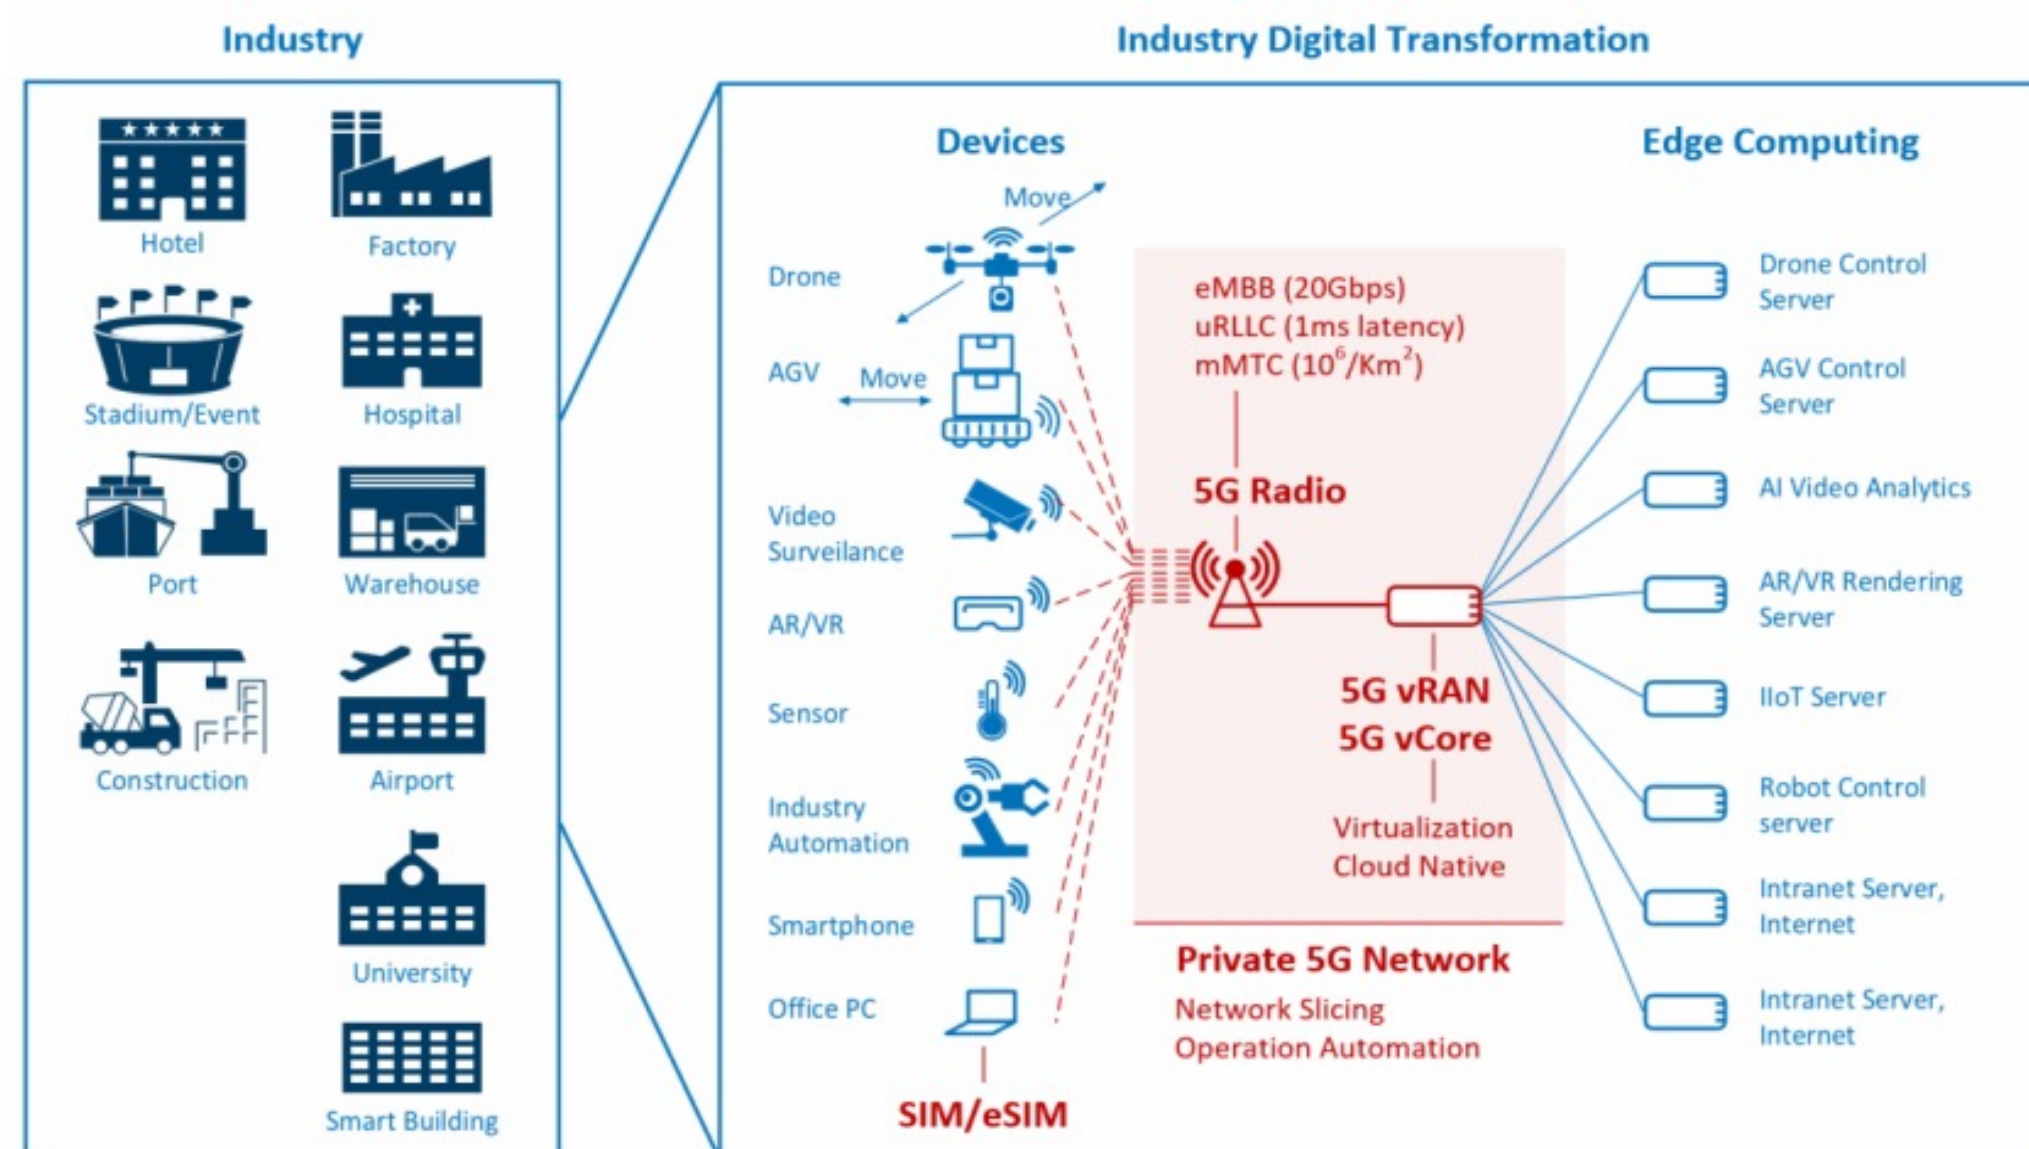 Industry
Industry Digital Transformation
Hotel
Factory
Stadium/Event
Hospital
Port
Warehouse
Construction
Airport
University
Smart Building
Devices
Move
Drone
AGV
Move
Video
Surveilance
AR/VR
Sensor
Industry
Automation
Smartphone
Office PC
SIM/eSIM
eMBB (20Gbps)
uRLLC (1ms latency)
mMTC (10⁶/Km²)
5G Radio
5G vRAN
5G vCore
Virtualization
Cloud Native
Private 5G Network
Network Slicing
Operation Automation
Edge Computing
Drone Control
Server
AGV Control
Server
AI Video Analytics
AR/VR Rendering
Server
IIoT Server
Robot Control
server
Intranet Server,
Internet
Intranet Server,
Internet